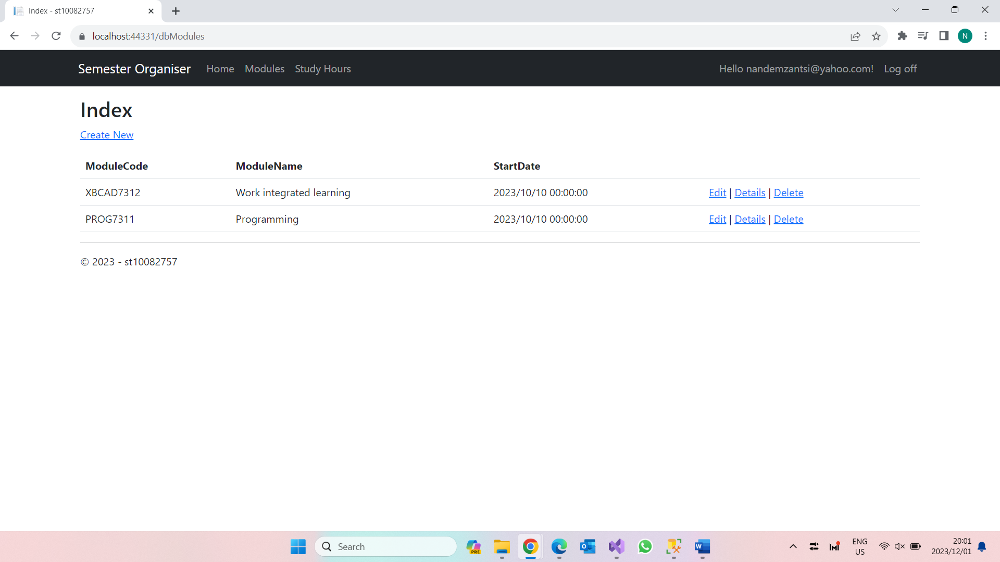 Index - st10082757
localhost:44331/dbModules
N
Semester Organiser Home Modules Study Hours Hello nandemzantsi@yahoo.com! Log off
Index
Create New
ModuleCode ModuleName StartDate
XBCAD7312 Work integrated learning 2023/10/10 00:00:00 Edit | Details | Delete
PROG7311 Programming 2023/10/10 00:00:00 Edit | Details | Delete
© 2023 - st10082757
Search
PRE
ENG
US
20:01
2023/12/01